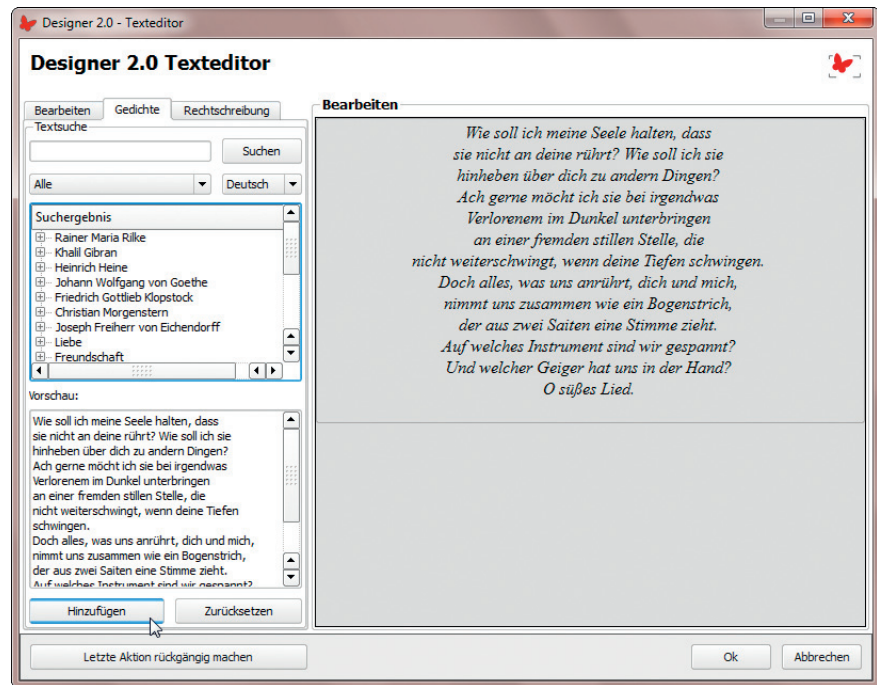 Designer 2.0 - Texteditor
Designer 2.0 Texteditor
Bearbeiten Gedichte Rechtschreibung
Textsuche
Suchen
Alle Deutsch
Suchergebnis
Rainer Maria Rilke
Khalil Gibran
Heinrich Heine
Johann Wolfgang von Goethe
Friedrich Gottlieb Klopstock
Christian Morgenstern
Joseph Freiherr von Eichendorff
Liebe
Freundschaft
Vorschau:
Wie soll ich meine Seele halten, dass
sie nicht an deine rührt? Wie soll ich sie
hinheben über dich zu andern Dingen?
Ach gerne möcht ich sie bei irgendwas
Verlorenem im Dunkel unterbringen
an einer fremden stillen Stelle, die
nicht weiterschwingt, wenn deine Tiefen
schwingen.
Doch alles, was uns anrührt, dich und mich,
nimmt uns zusammen wie ein Bogenstrich,
der aus zwei Saiten eine Stimme zieht.
Auf welches Instrument sind wir gespannt?
Hinzufügen Zurücksetzen
Bearbeiten
Wie soll ich meine Seele halten, dass
sie nicht an deine rührt? Wie soll ich sie
hinheben über dich zu andern Dingen?
Ach gerne möcht ich sie bei irgendwas
Verlorenem im Dunkel unterbringen
an einer fremden stillen Stelle, die
nicht weiterschwingt, wenn deine Tiefen schwingen.
Doch alles, was uns anrührt, dich und mich,
nimmt uns zusammen wie ein Bogenstrich,
der aus zwei Saiten eine Stimme zieht.
Auf welches Instrument sind wir gespannt?
Und welcher Geiger hat uns in der Hand?
O süßes Lied.
Letzte Aktion rückgängig machen Ok Abbrechen